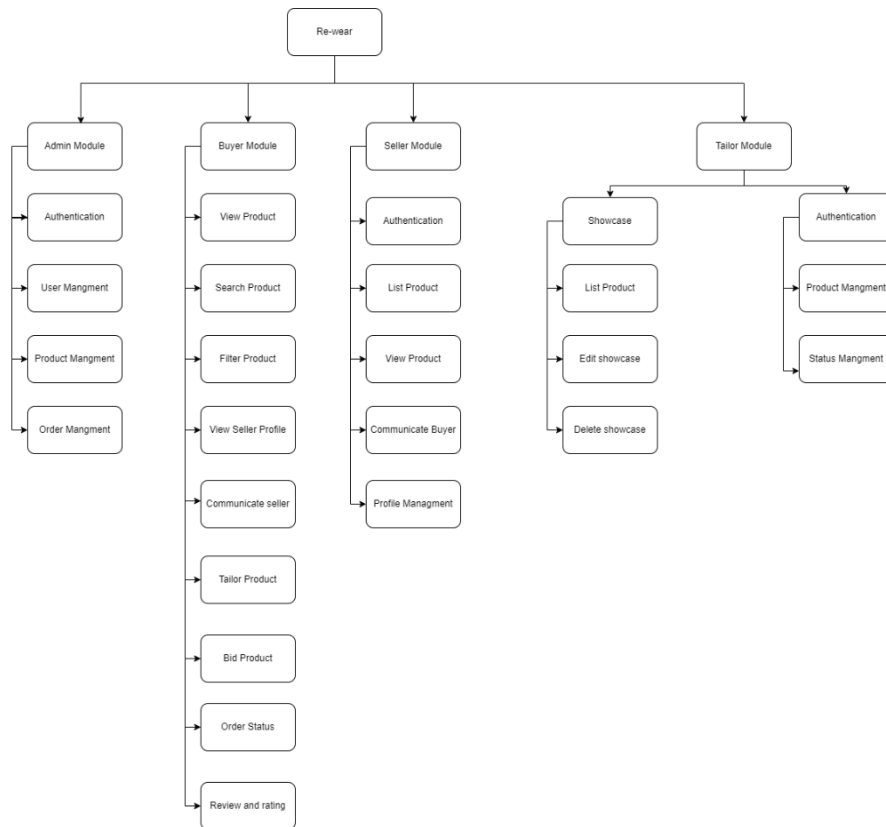 Re-wear
Admin Module
Buyer Module
Seller Module
Tailor Module
Authentication
View Product
Authentication
Showcase
Authentication
User Mangment
Search Product
List Product
List Product
Product Mangment
Product Mangment
Filter Product
View Product
Edit showcase
Status Mangment
Order Mangment
View Seller Profile
Communicate Buyer
Delete showcase
Communicate seller
Profile Managment
Tailor Product
Bid Product
Order Status
Review and rating